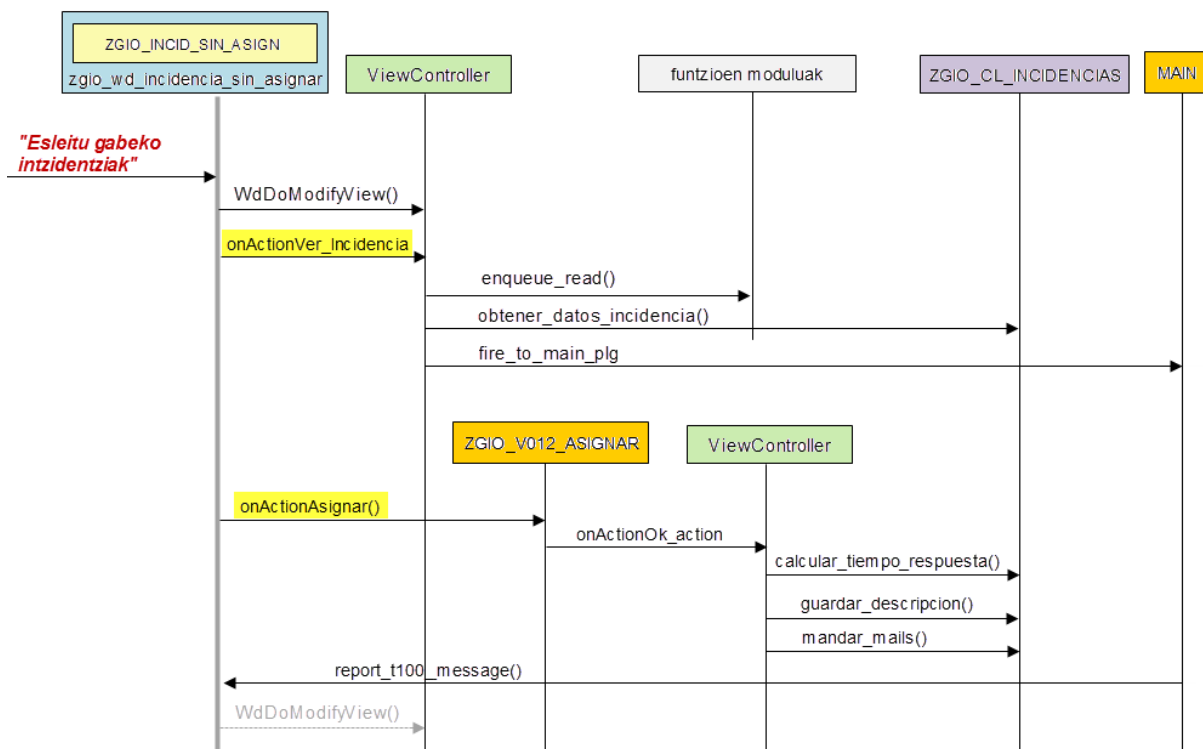 ZGIO_INCID_SIN_ASIGN
zgio_wd_incidencia_sin_asignar
ViewController
funtzioen moduluak
ZGIO_CL_INCIDENCIAS
MAIN
"Esleitu gabeko
intzidentziak"
WdDoModifyView()
onActionVer_Incidencia
enqueue_read()
obtener_datos_incidencia()
fire_to_main_plg
ZGIO_V012_ASIGNAR
ViewController
onActionAsignar()
onActionOk_action
calcular_tiempo_respuesta()
guardar_descripcion()
mandar_mails()
report_t100_message()
WdDoModifyView()